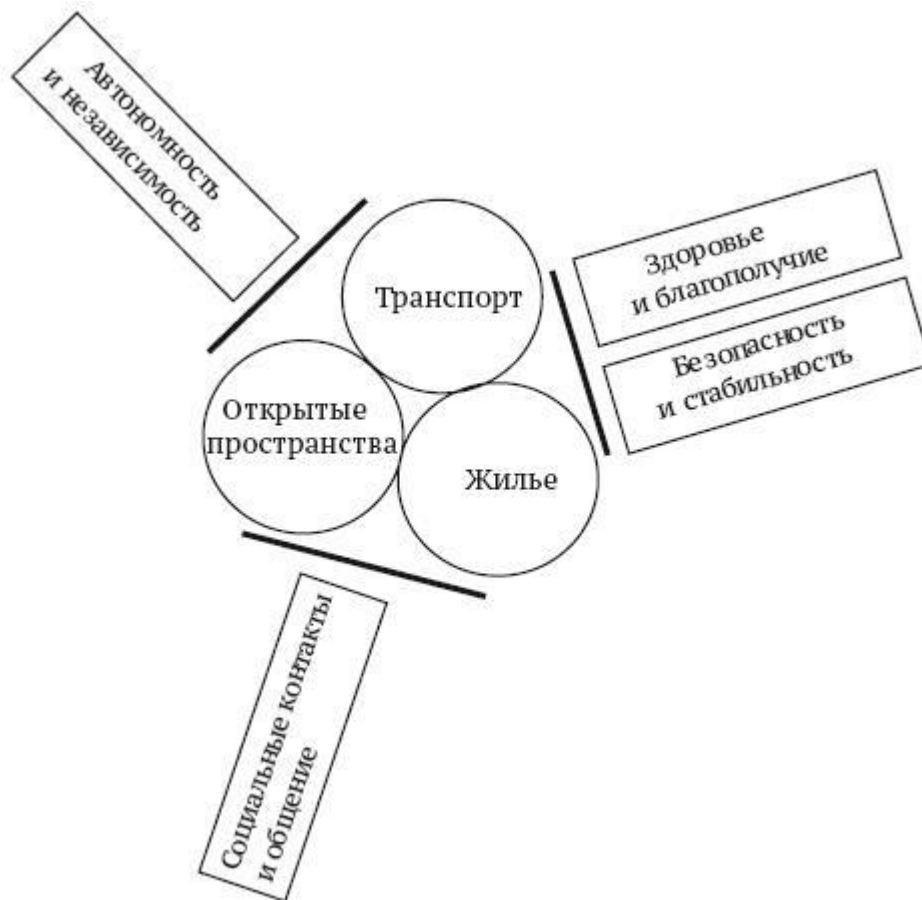 Автономность
и независимость
Здоровье
и благополучие
Безопасность
и стабильность
Транспорт
Открытые
пространства
Жилье
Социальные контакты
и общение